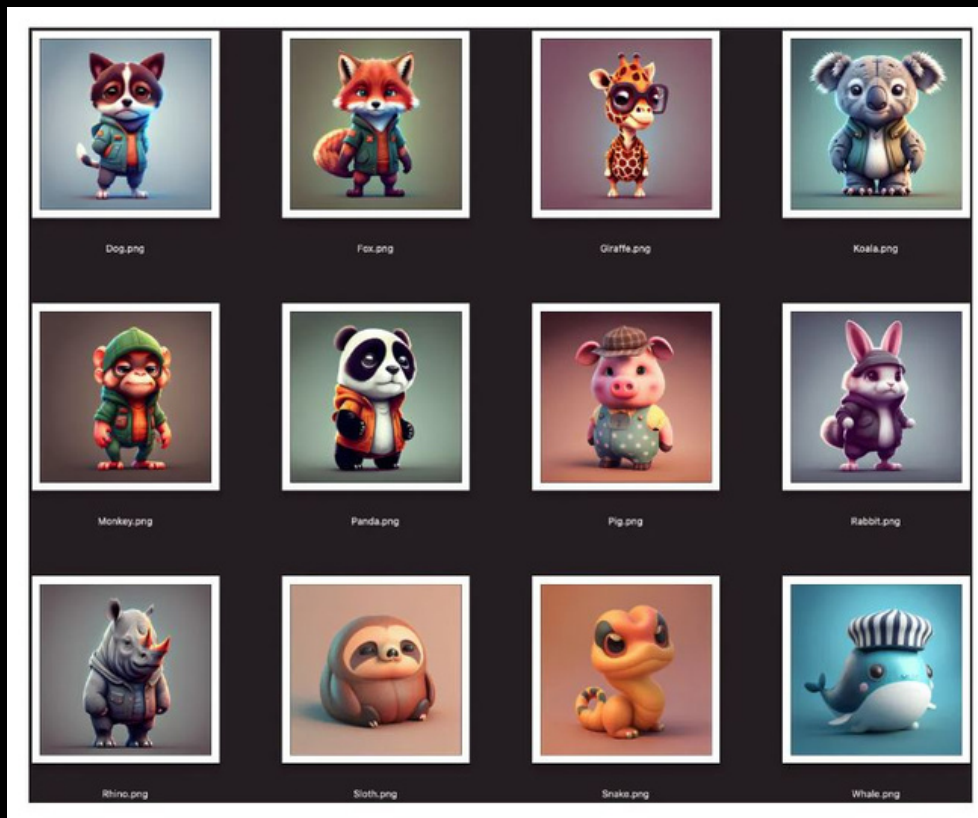 Dog.png
Fox.png
Giraffe.png
Koala.png
Monkey.png
Panda.png
Pig.png
Rabbit.png
Rhino.png
Sloth.png
Snake.png
Whale.png